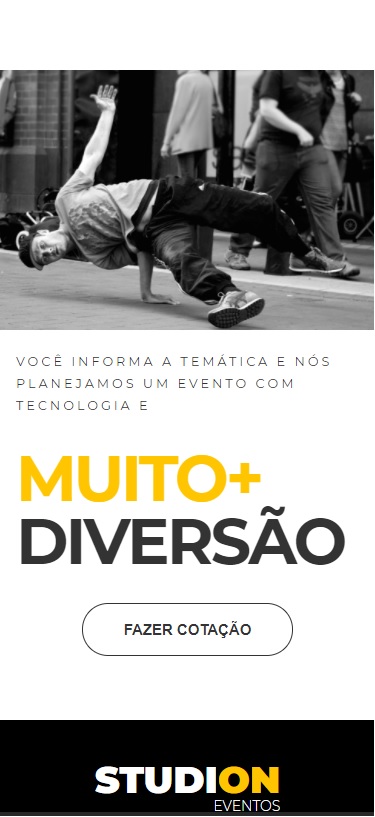 VOCÊ INFORMA A TEMÁTICA E NÓS
PLANEJAMOS UM EVENTO COM
TECNOLOGIA E
MUITO+
DIVERSÃO
FAZER COTAÇÃO
STUDION
EVENTOS